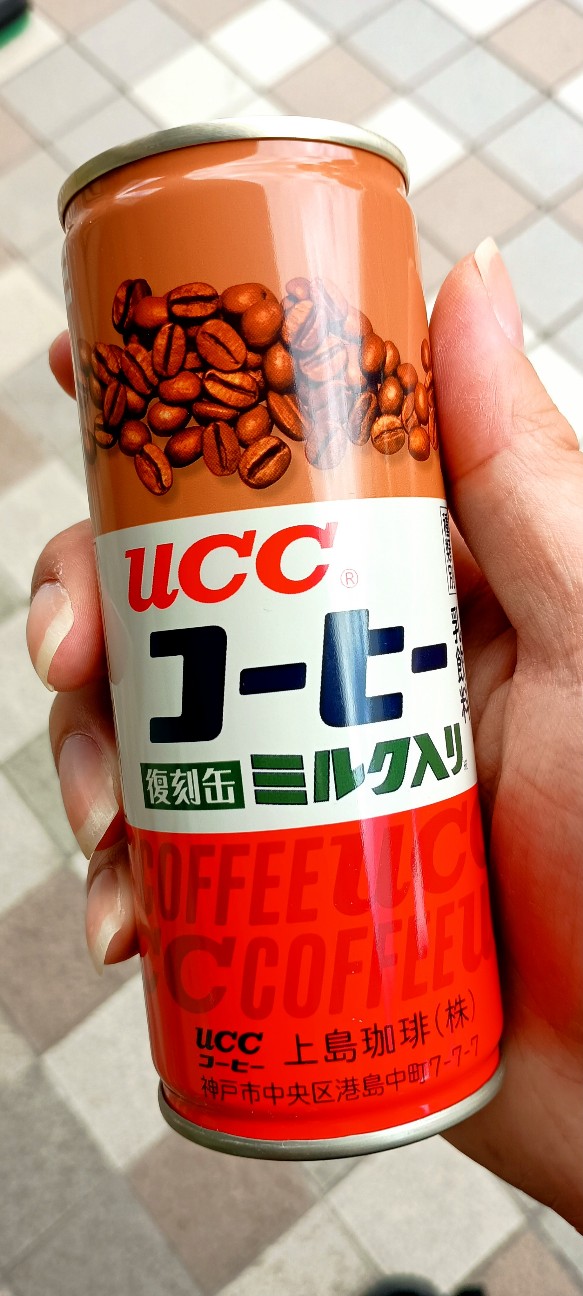 UCC®
コーヒー
復刻缶 ミルク入り
COFFEE UCC
CC COFFEE U
UCC
コーヒー 上島珈琲(株)
神戸市中央区港島中町7-7-7